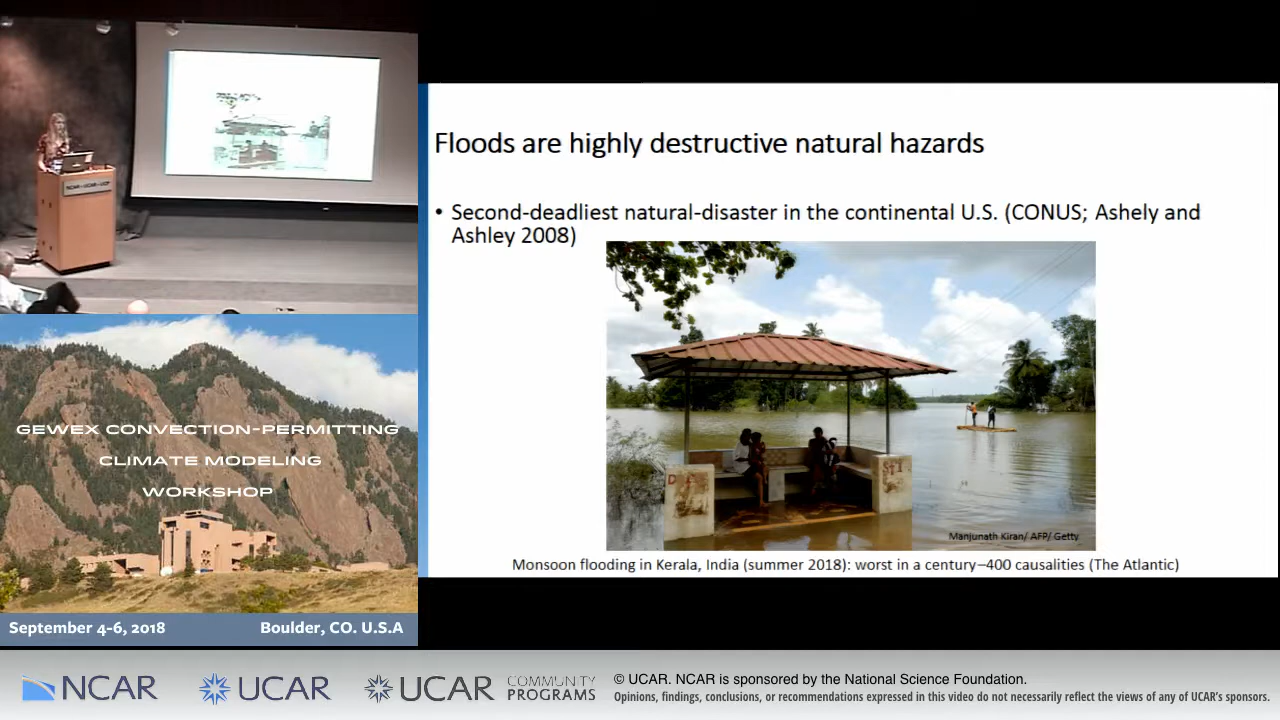 NCAR-UCAR-UCP
GEWEX CONVECTION-PERMITTING
CLIMATE MODELING
WORKSHOP
September 4-6, 2018
Boulder, CO. U.S.A
Floods are highly destructive natural hazards
• Second-deadliest natural-disaster in the continental U.S. (CONUS; Ashely and
Ashley 2008)
Manjunath Kiran/ AFP/ Getty
Monsoon flooding in Kerala, India (summer 2018): worst in a century–400 causalities (The Atlantic)
NCAR
UCAR
UCAR
COMMUNITY
PROGRAMS
© UCAR. NCAR is sponsored by the National Science Foundation.
Opinions, findings, conclusions, or recommendations expressed in this video do not necessarily reflect the views of any of UCAR's sponsors.